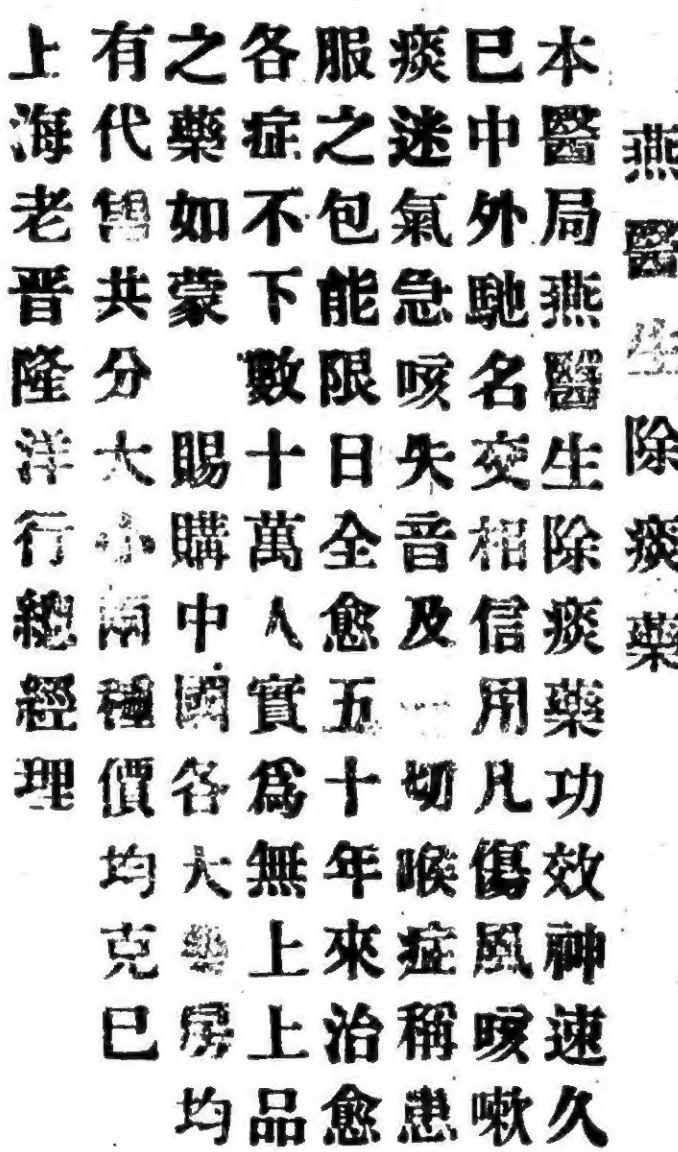 燕醫生除痰藥
本醫局燕醫生除痰藥功效神速久
已中外馳名交相信用凡傷風咳嗽
痰迷氣急咳失音及一切喉症稱患
服之包能限日全愈五十年來治愈
各症不下數十萬人實爲無上上品
之藥如蒙 賜購中國各大藥房均
有代售共分大小兩種價均克已
上海老晋隆洋行總經理